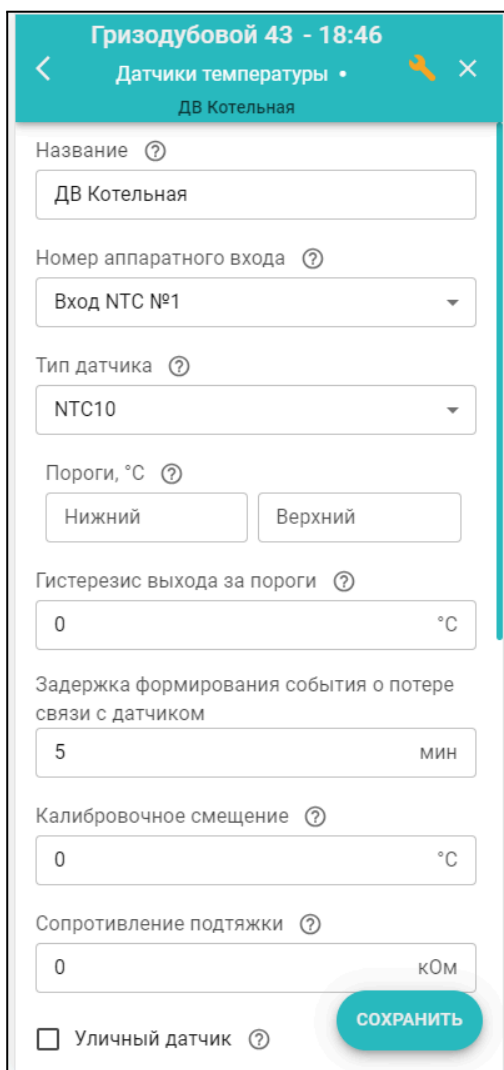 Гризодубовой 43 - 18:46
Датчики температуры •
ДВ Котельная
Название
ДВ Котельная
Номер аппаратного входа
Вход NTC №1
Тип датчика
NTC10
Пороги, °C
Нижний Верхний
Гистерезис выхода за пороги
0 °C
Задержка формирования события о потере
связи с датчиком
5 мин
Калибровочное смещение
0 °C
Сопротивление подтяжки
0 кОм
СОХРАНИТЬ
Уличный датчик